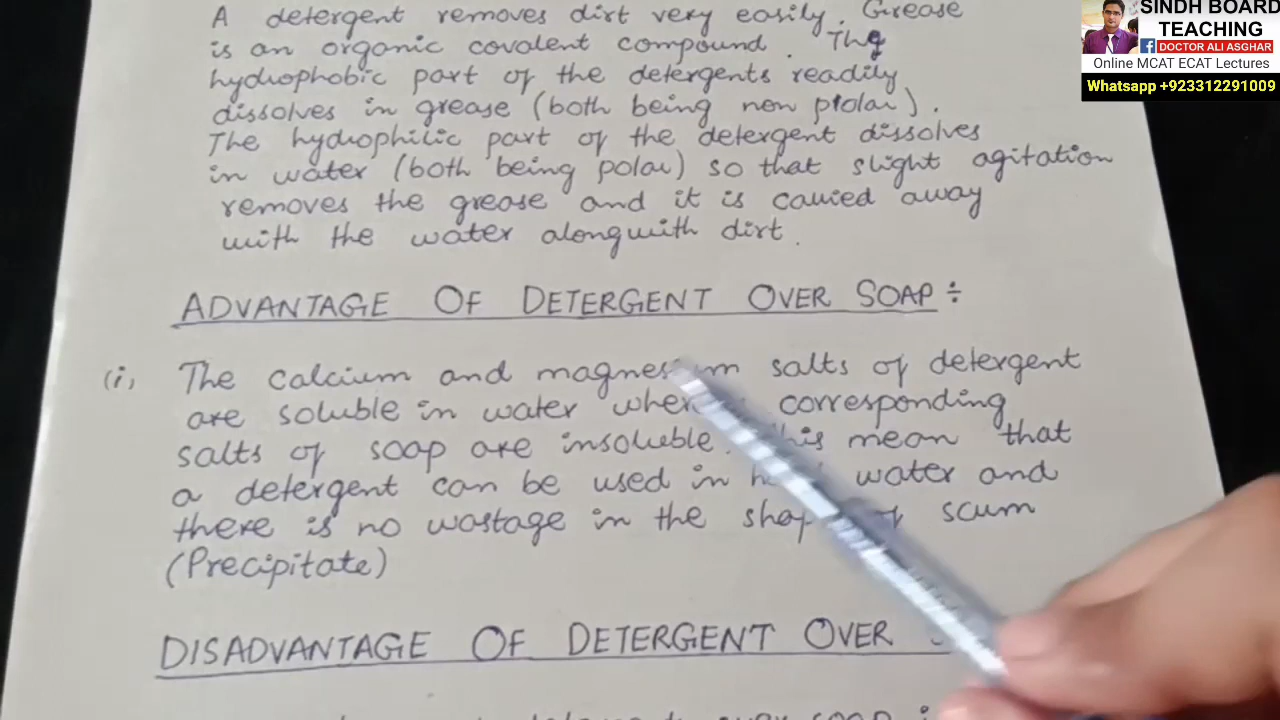 A detergent removes dirt very easily. Grease
is an organic covalent compound. The
hydrophobic part of the detergents readily
dissolves in grease (both being non plolar).
The hydrophilic part of the detergent dissolves
in water (both being polar) so that slight agitation
removes the grease and it is carried away
with the water alongwith dirt.
ADVANTAGE OF DETERGENT OVER SOAP ÷
(i) The calcium and magnesium salts of detergent
are soluble in water corresponding
salts of soap are insoluble. This mean that
a detergent can be used in water and
there is no wastage in the of scum
(Precipitate)
DISADVANTAGE OF DETERGENT OVER
SINDH BOARD
TEACHING
DOCTOR ALI ASGHAR
Online MCAT ECAT Lectures
Whatsapp +923312291009